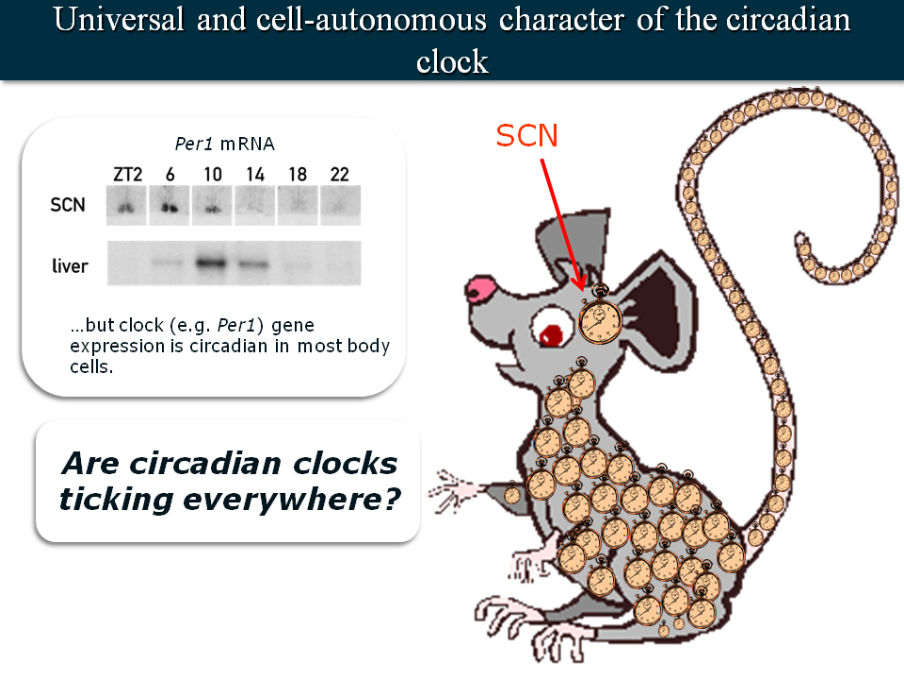 Universal and cell-autonomous character of the circadian
clock
Per1 mRNA
ZT2 6 10 14 18 22
SCN
liver
...but clock (e.g. Per1) gene
expression is circadian in most body
cells.
Are circadian clocks
ticking everywhere?
SCN